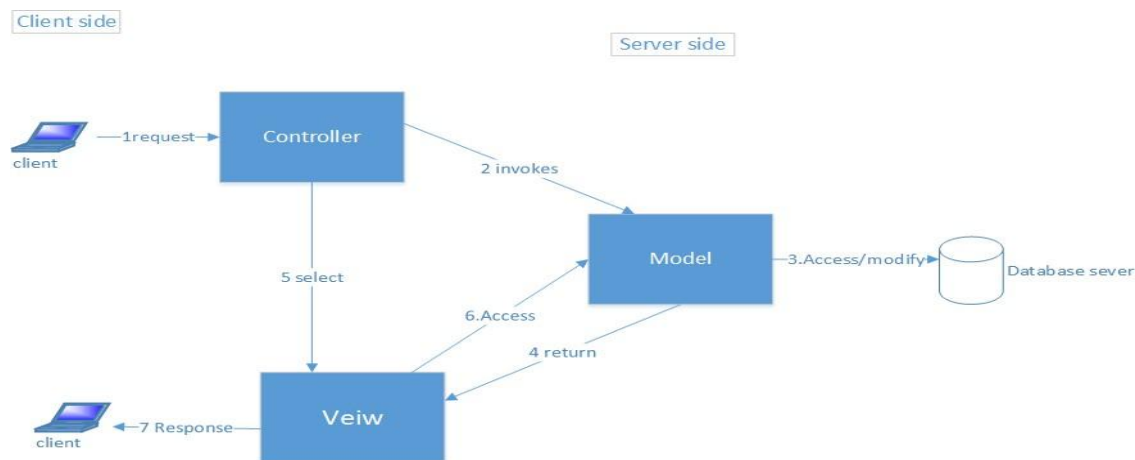 Client side
Server side
1request
Controller
client
2 invokes
Model
3.Access/modify
Database sever
5 select
6.Access
4 return
Veiw
7 Response
client